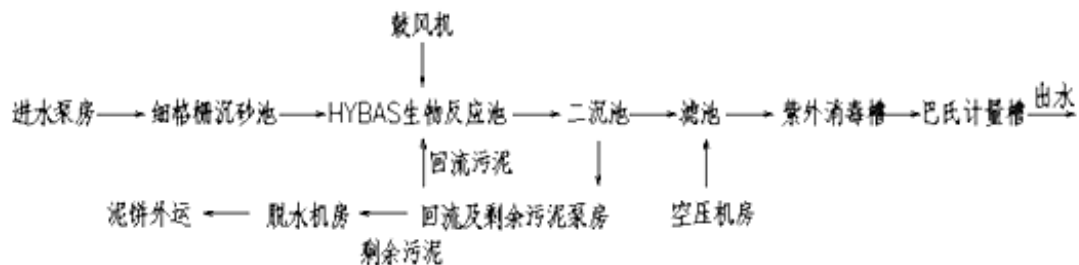 鼓风机
进水泵房 细格栅沉砂池 HYBAS生物反应池 二沉池 滤池 紫外消毒槽 巴氏计量槽 出水
回流污泥
泥饼外运 脱水机房 回流及剩余污泥泵房 空压机房
剩余污泥